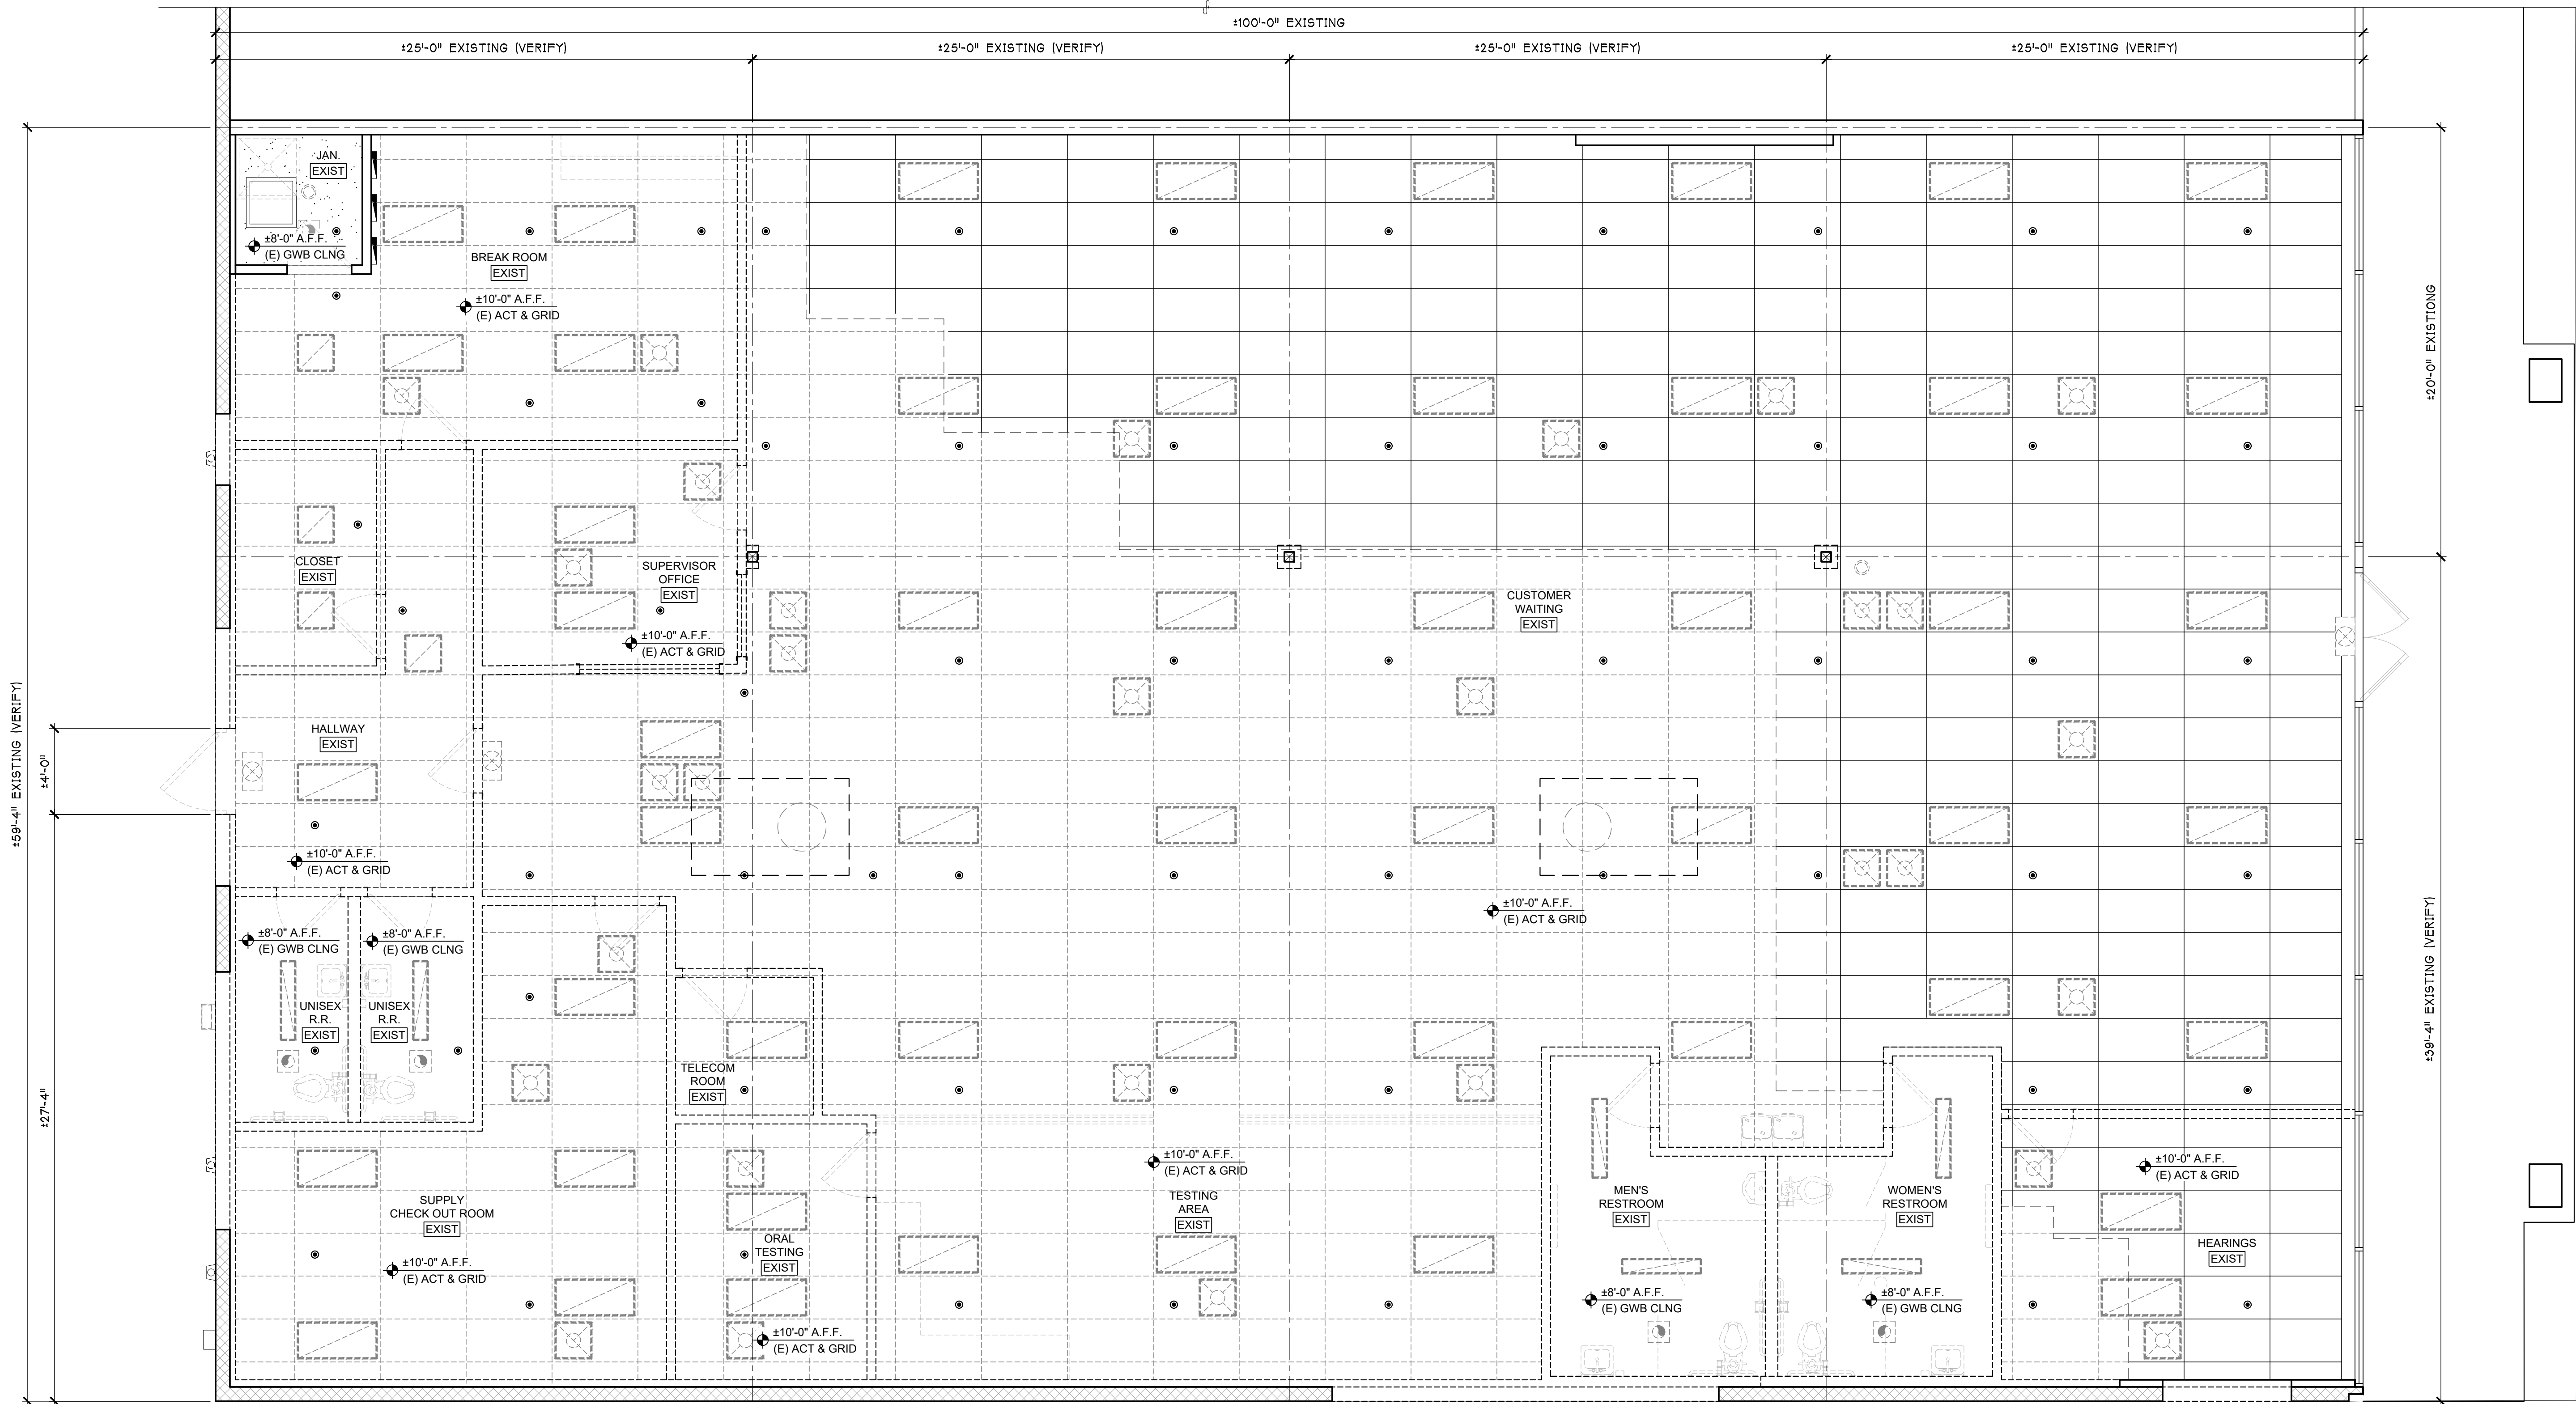 ±100'-0" EXISTING
±25'-0" EXISTING (VERIFY)
±25'-0" EXISTING (VERIFY)
±25'-0" EXISTING (VERIFY)
±25'-0" EXISTING (VERIFY)
JAN.
EXIST
±8'-0" A.F.F.
(E) GWB CLNG
BREAK ROOM
EXIST
±10'-0" A.F.F.
(E) ACT & GRID
±20'-0" EXISTIONG
CLOSET
EXIST
SUPERVISOR
OFFICE
EXIST
±10'-0" A.F.F.
(E) ACT & GRID
CUSTOMER
WAITING
EXIST
±59'-4" EXISTING (VERIFY)
±4'-0"
HALLWAY
EXIST
±10'-0" A.F.F.
(E) ACT & GRID
±10'-0" A.F.F.
(E) ACT & GRID
±39'-4" EXISTING (VERIFY)
±8'-0" A.F.F.
(E) GWB CLNG
±8'-0" A.F.F.
(E) GWB CLNG
UNISEX
R.R.
EXIST
UNISEX
R.R.
EXIST
±27'-4"
TELECOM
ROOM
EXIST
±10'-0" A.F.F.
(E) ACT & GRID
TESTING
AREA
EXIST
±10'-0" A.F.F.
(E) ACT & GRID
SUPPLY
CHECK OUT ROOM
EXIST
±10'-0" A.F.F.
(E) ACT & GRID
ORAL
TESTING
EXIST
±10'-0" A.F.F.
(E) ACT & GRID
MEN'S
RESTROOM
EXIST
±8'-0" A.F.F.
(E) GWB CLNG
WOMEN'S
RESTROOM
EXIST
±8'-0" A.F.F.
(E) GWB CLNG
HEARINGS
EXIST